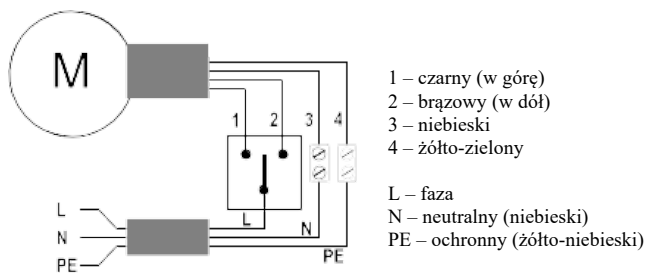 M
1 2 3 4
L
N
PE
L
N
PE
1 – czarny (w górę)
2 – brązowy (w dół)
3 – niebieski
4 – żółto-zielony
L – faza
N – neutralny (niebieski)
PE – ochronny (żółto-niebieski)